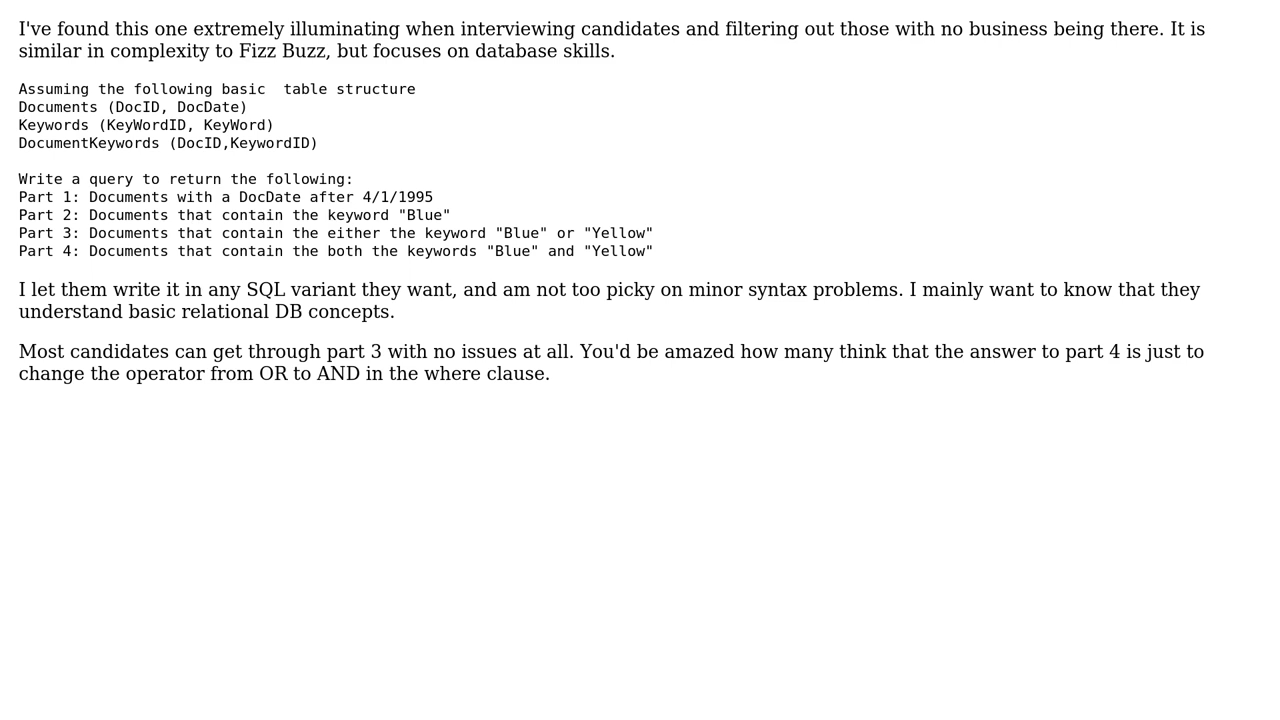 I've found this one extremely illuminating when interviewing candidates and filtering out those with no business being there. It is
similar in complexity to Fizz Buzz, but focuses on database skills.
Assuming the following basic  table structure
Documents (DocID, DocDate)
Keywords (KeyWordID, KeyWord)
DocumentKeywords (DocID,KeywordID)
Write a query to return the following:
Part 1: Documents with a DocDate after 4/1/1995
Part 2: Documents that contain the keyword "Blue"
Part 3: Documents that contain the either the keyword "Blue" or "Yellow"
Part 4: Documents that contain the both the keywords "Blue" and "Yellow"
I let them write it in any SQL variant they want, and am not too picky on minor syntax problems. I mainly want to know that they
understand basic relational DB concepts.
Most candidates can get through part 3 with no issues at all. You'd be amazed how many think that the answer to part 4 is just to
change the operator from OR to AND in the where clause.